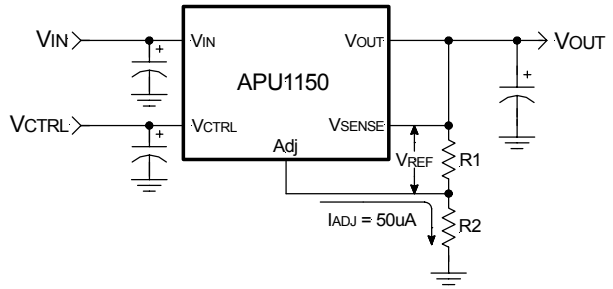 VIN
VIN
VOUT
VOUT
APU1150
VCTRL
VCTRL
VSENSE
Adj
VREF
R1
IADJ = 50uA
R2
+
+
+